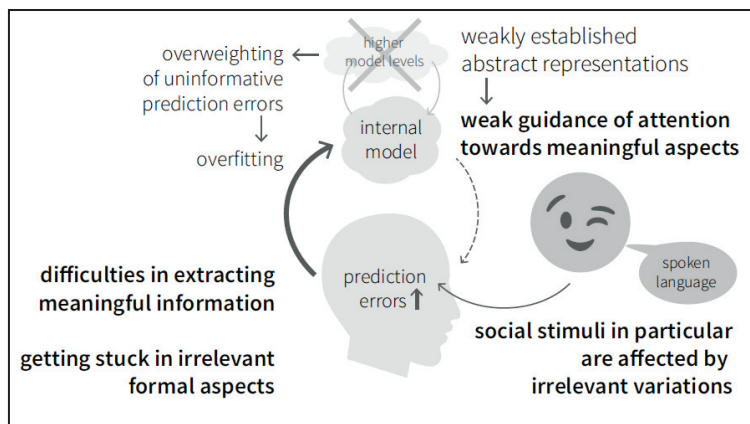 higher
model levels
overweighting
of uninformative
prediction errors
overfitting
weakly established
abstract representations
weak guidance of attention
towards meaningful aspects
internal
model
spoken
language
difficulties in extracting
meaningful information
prediction
errors
getting stuck in irrelevant
formal aspects
social stimuli in particular
are affected by
irrelevant variations